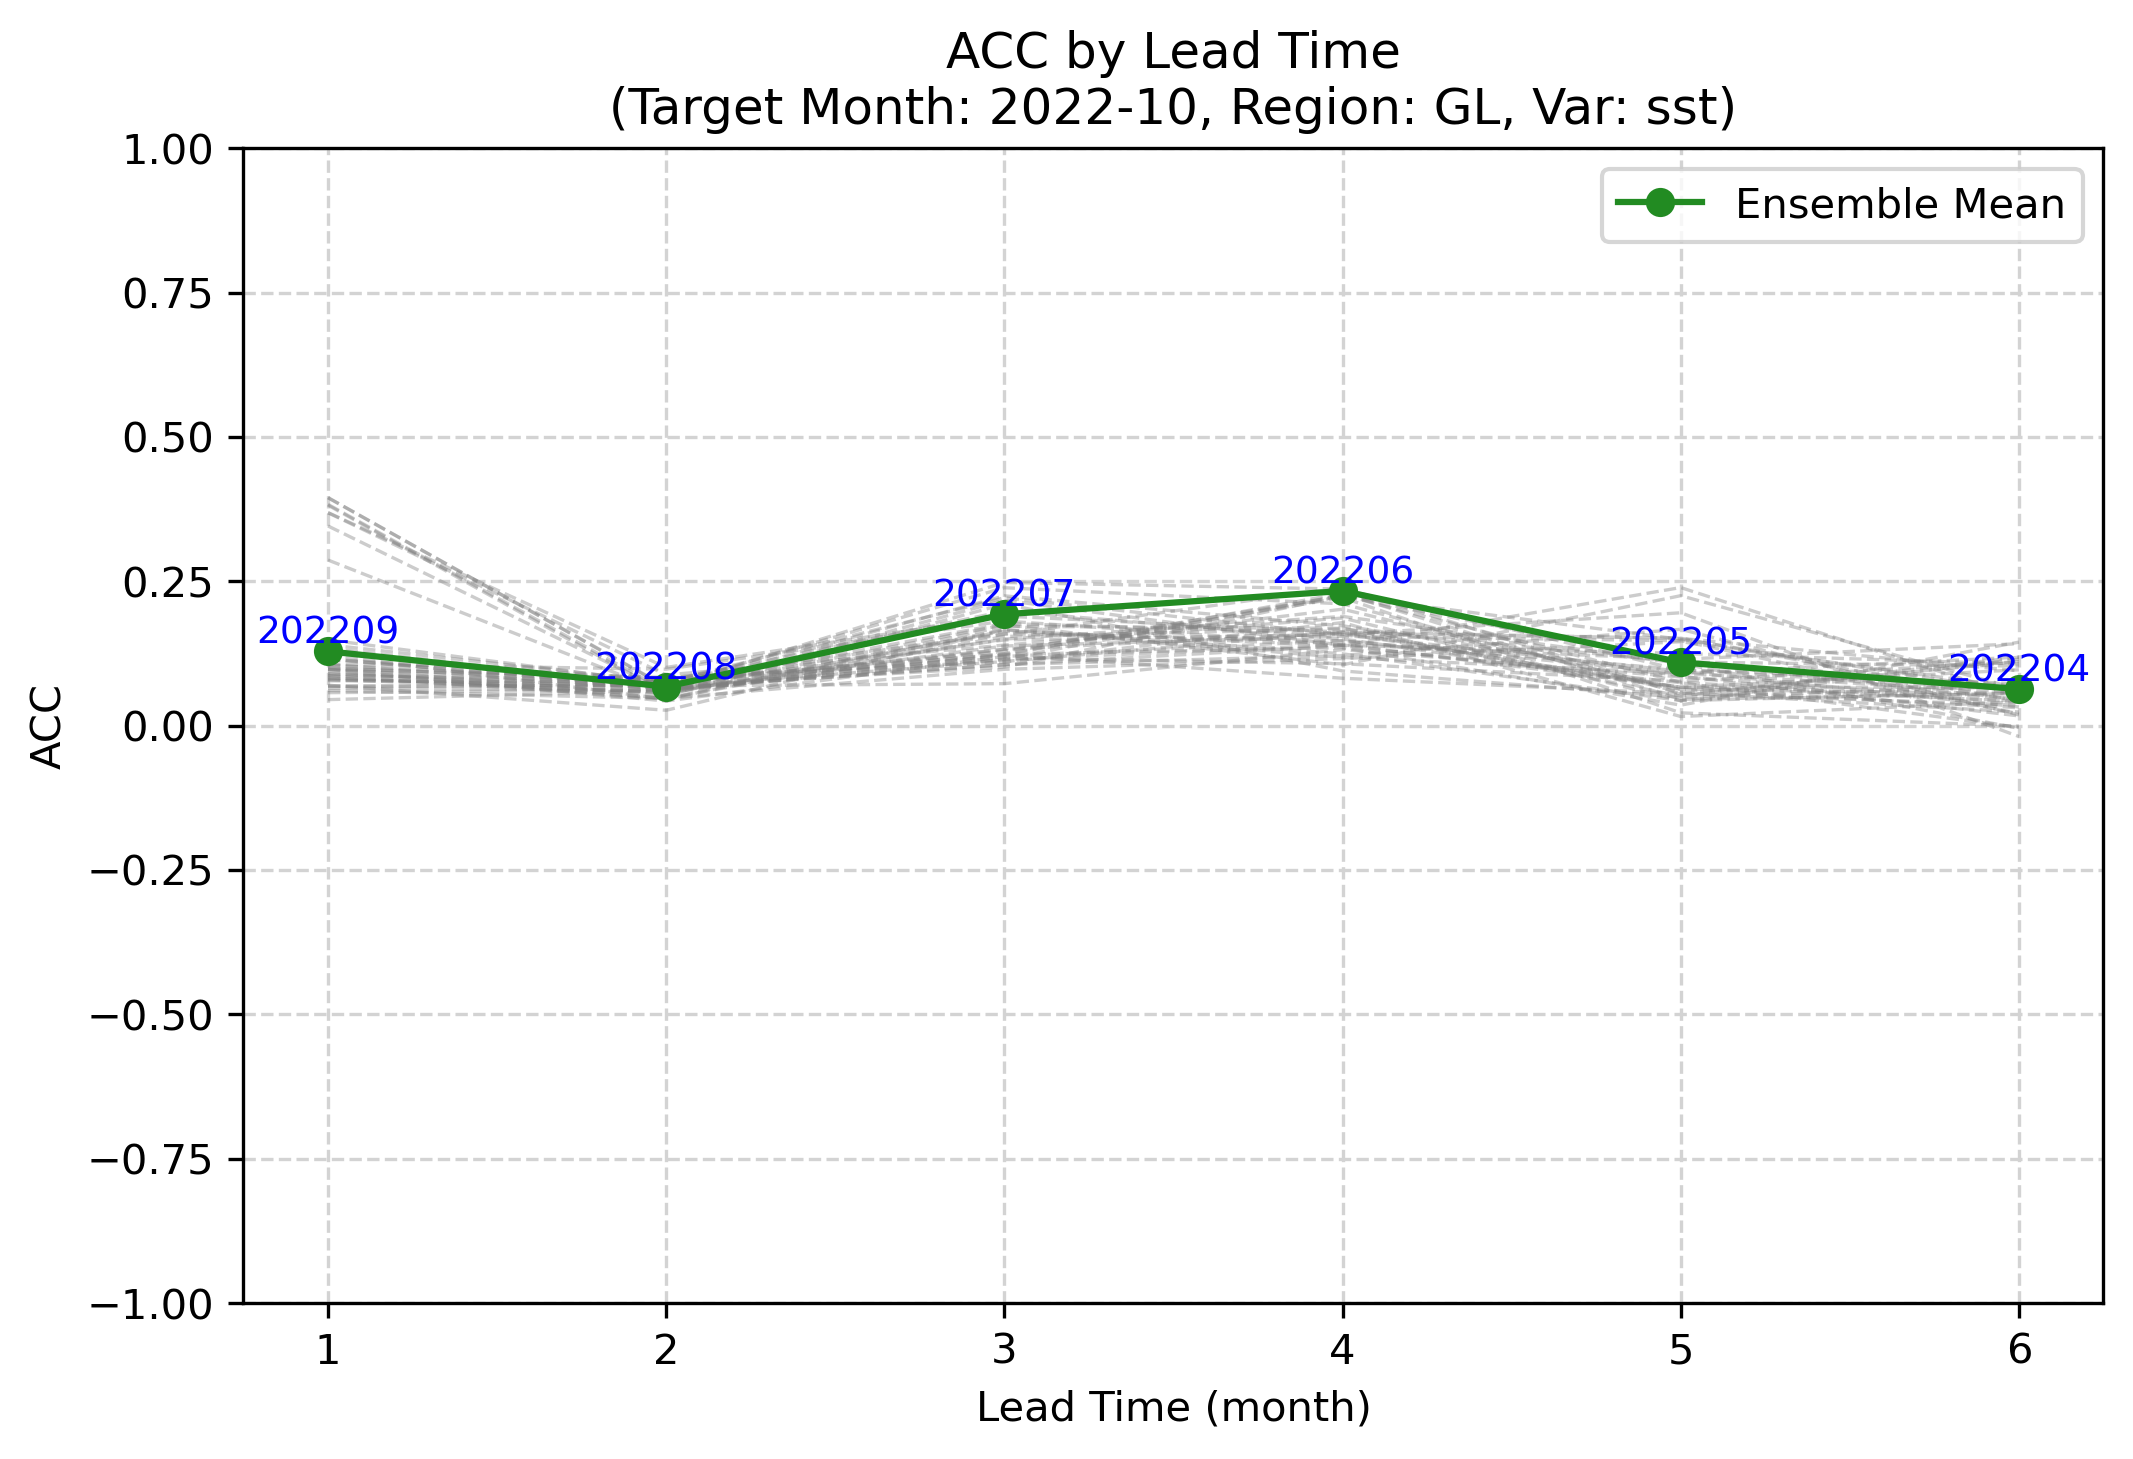 ACC by Lead Time
(Target Month: 2022-10, Region: GL, Var: sst)
1.00
0.75
0.50
0.25
0.00
−0.25
−0.50
−0.75
−1.00
ACC
Ensemble Mean
202209
202208
202207
202206
202205
202204
1 2 3 4 5 6
Lead Time (month)